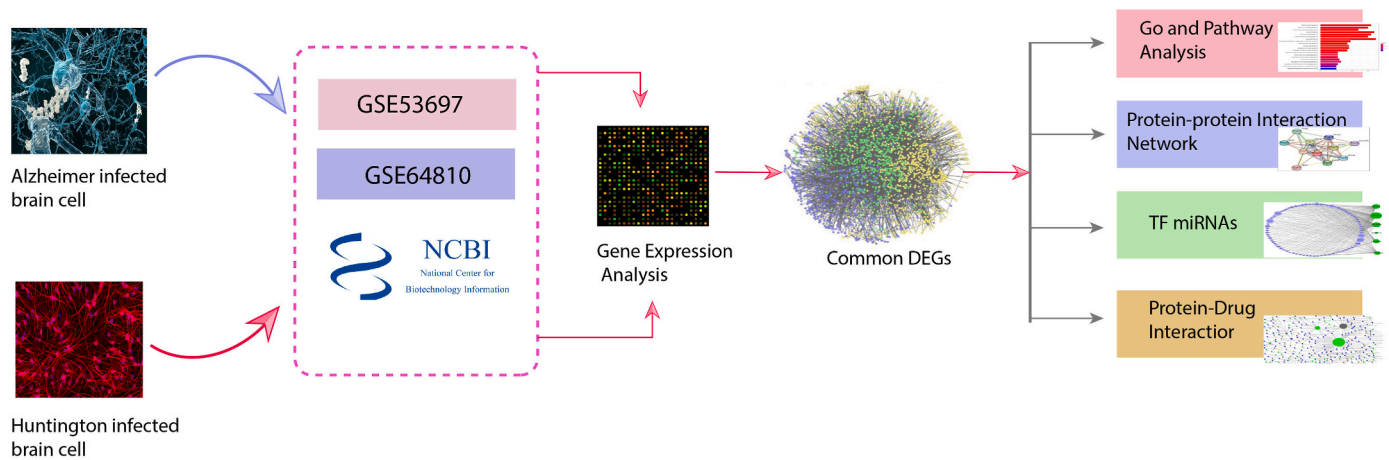 Alzheimer infected
brain cell
Huntington infected
brain cell
GSE53697
GSE64810
NCBI
National Center for
Biotechnology Information
Gene Expression
Analysis
Common DEGs
Go and Pathway
Analysis
Protein-protein Interaction
Network
TF miRNAs
Protein-Drug
Interactior